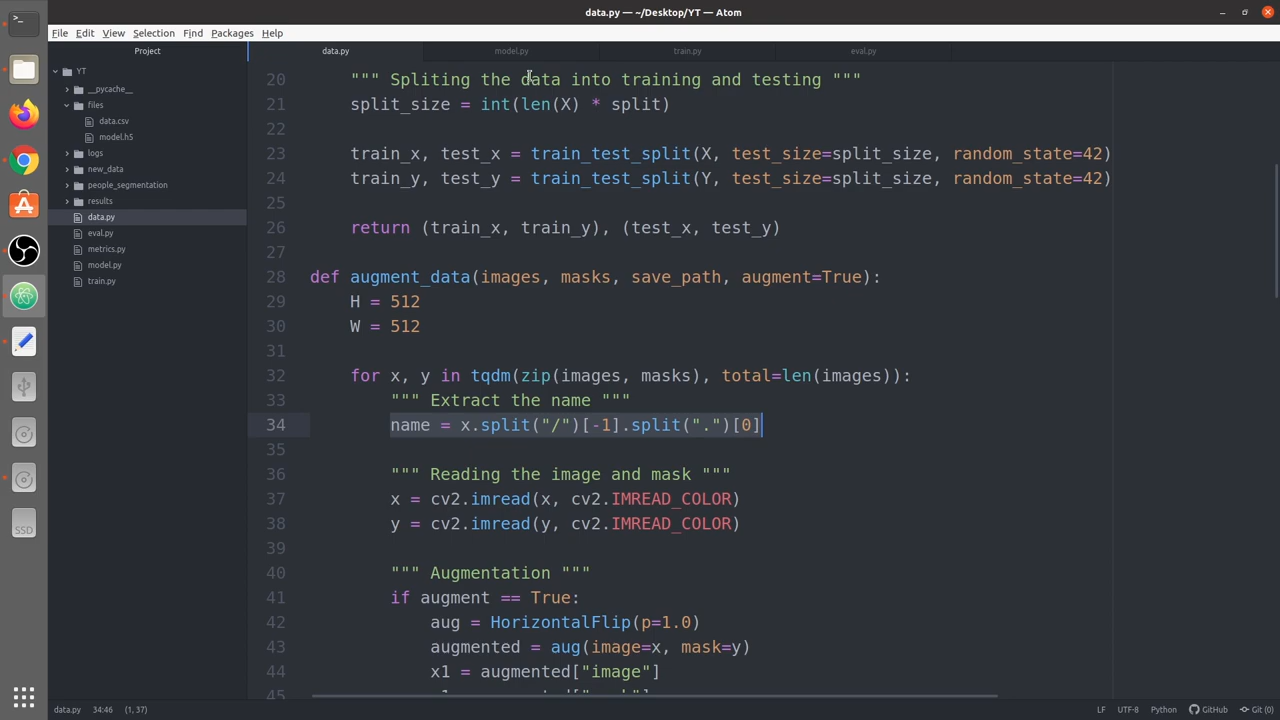 data.py — ~/Desktop/YT — Atom
File Edit View Selection Find Packages Help
Project
data.py model.py train.py eval.py
YT
__pycache__
files
data.csv
model.h5
logs
new_data
people_segmentation
results
data.py
eval.py
metrics.py
model.py
train.py
20 """ Spliting the data into training and testing """
21 split_size = int(len(X) * split)
22
23 train_x, test_x = train_test_split(X, test_size=split_size, random_state=42)
24 train_y, test_y = train_test_split(Y, test_size=split_size, random_state=42)
25
26 return (train_x, train_y), (test_x, test_y)
27
28 def augment_data(images, masks, save_path, augment=True):
29 H = 512
30 W = 512
31
32 for x, y in tqdm(zip(images, masks), total=len(images)):
33 """ Extract the name """
34 name = x.split("/")[-1].split(".")[0]
35
36 """ Reading the image and mask """
37 x = cv2.imread(x, cv2.IMREAD_COLOR)
38 y = cv2.imread(y, cv2.IMREAD_COLOR)
39
40 """ Augmentation """
41 if augment == True:
42 aug = HorizontalFlip(p=1.0)
43 augmented = aug(image=x, mask=y)
44 x1 = augmented["image"]
45
SSD
data.py 34:46 (1, 37) LF UTF-8 Python GitHub Git (0)